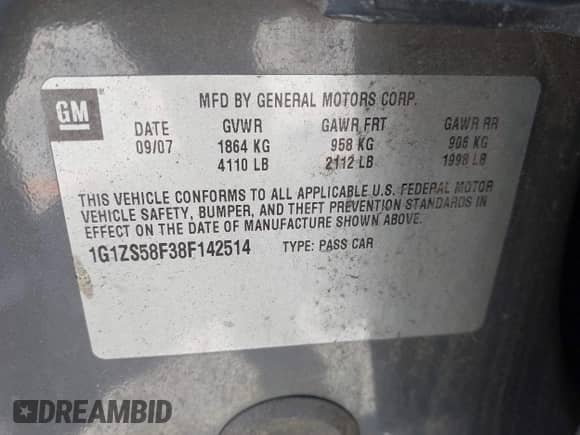 GM
MFD BY GENERAL MOTORS CORP.
DATE GVWR GAWR FRT GAWR RR
09/07 1864 KG 958 KG 906 KG
4110 LB 2112 LB 1998 LB
THIS VEHICLE CONFORMS TO ALL APPLICABLE U.S. FEDERAL MOTOR
VEHICLE SAFETY, BUMPER, AND THEFT PREVENTION STANDARDS IN
EFFECT ON THE DATE OF MANUFACTURE SHOWN ABOVE.
1G1ZS58F38F142514 TYPE: PASS CAR
DREAMBID